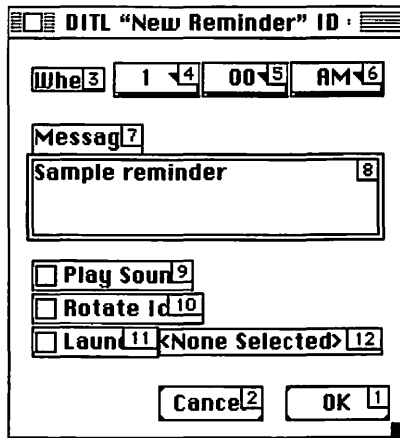 DITL “New Reminder” ID
Whe 3 1 4 00 5 AM 6
Messag 7
Sample reminder 8
Play Soun 9
Rotate Ic 10
Laun 11 <None Selected> 12
Cance 2 OK 1